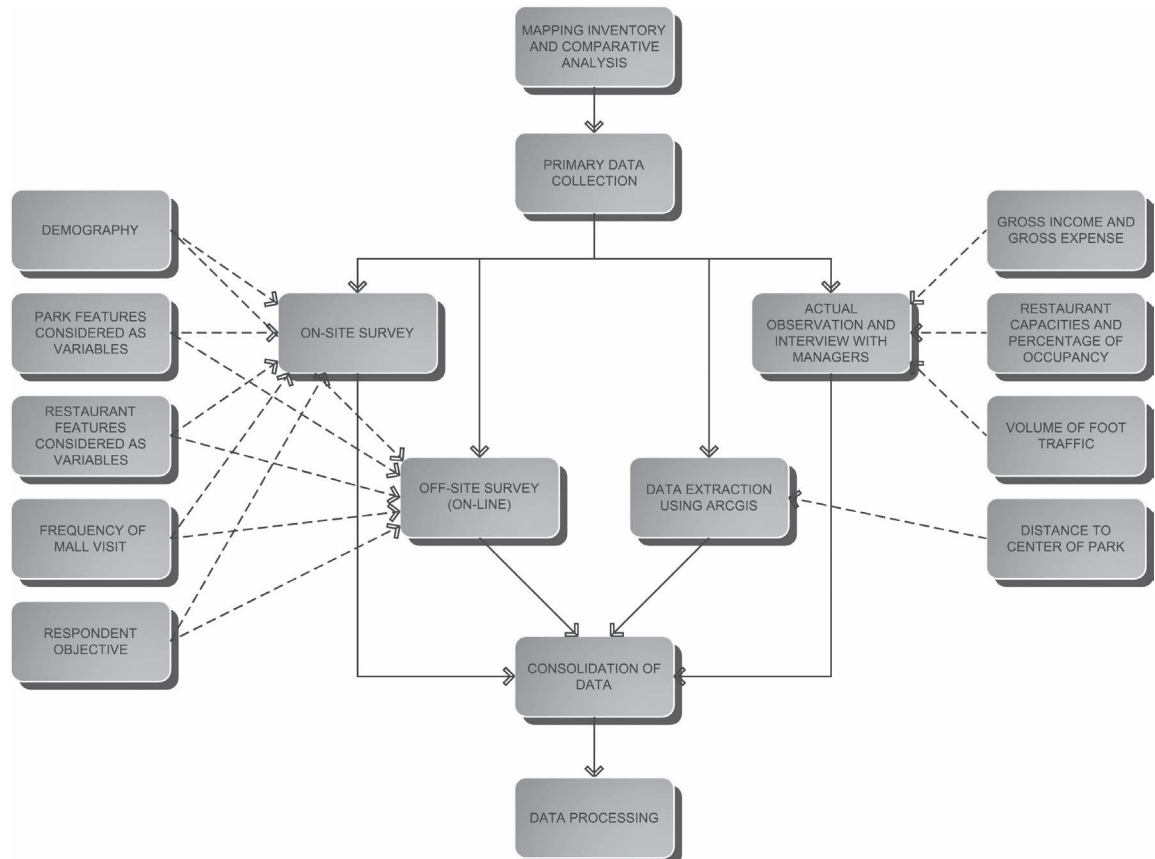 MAPPING INVENTORY
AND COMPARATIVE
ANALYSIS
PRIMARY DATA
COLLECTION
DEMOGRAPHY
PARK FEATURES
CONSIDERED AS
VARIABLES
RESTAURANT
FEATURES
CONSIDERED AS
VARIABLES
FREQUENCY OF
MALL VISIT
RESPONDENT
OBJECTIVE
ON-SITE SURVEY
OFF-SITE SURVEY
(ON-LINE)
DATA EXTRACTION
USING ARCGIS
ACTUAL
OBSERVATION AND
INTERVIEW WITH
MANAGERS
GROSS INCOME AND
GROSS EXPENSE
RESTAURANT
CAPACITIES AND
PERCENTAGE OF
OCCUPANCY
VOLUME OF FOOT
TRAFFIC
DISTANCE TO
CENTER OF PARK
CONSOLIDATION OF
DATA
DATA PROCESSING